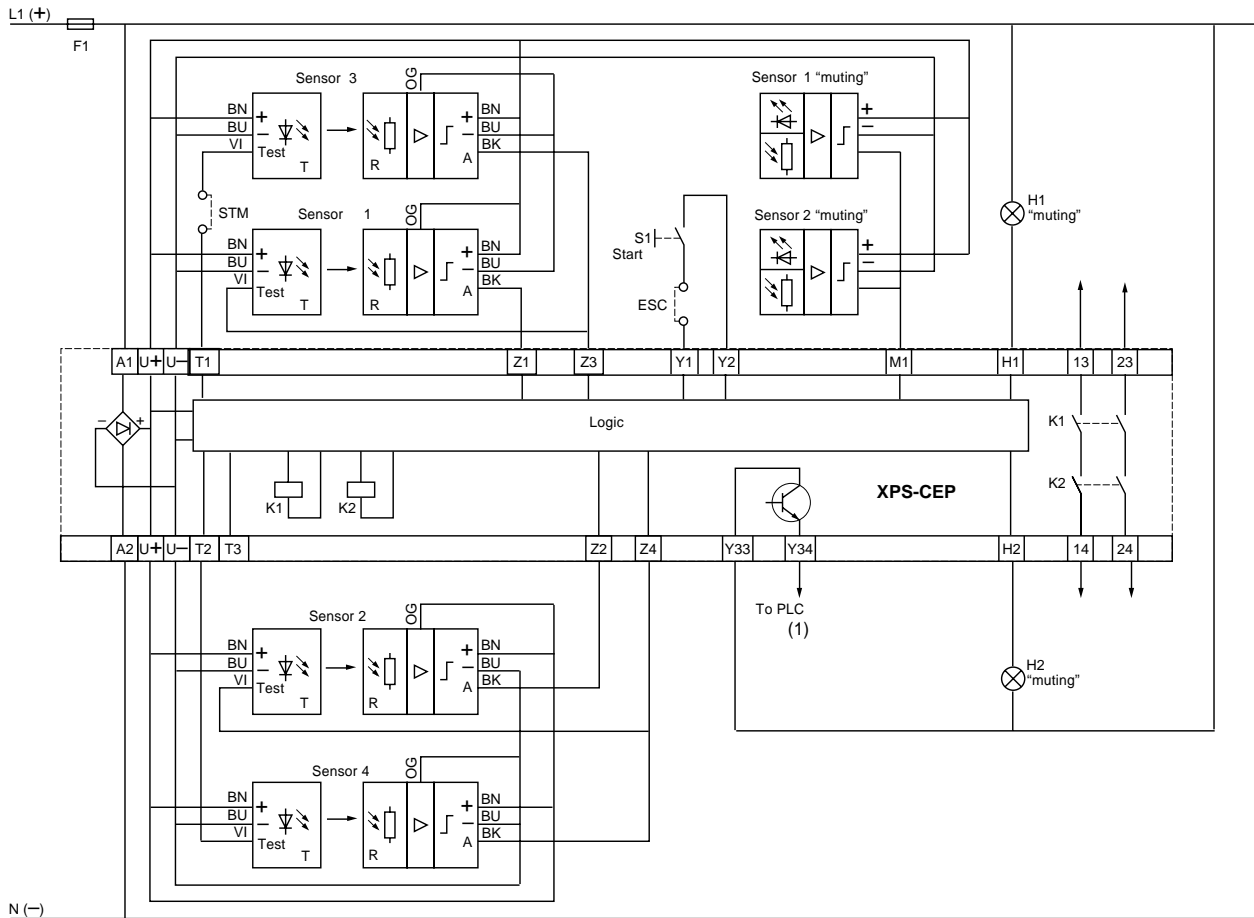 L1 (+)
F1
Sensor 3
OG
BN
BU
VI
+
−
Test
T
R
+
−
A
BN
BU
BK
Sensor 1 “muting”
+
−
STM
Sensor 1
OG
BN
BU
VI
+
−
Test
T
R
+
−
A
BN
BU
BK
S1
Start
ESC
Sensor 2 “muting”
+
−
H1
“muting”
A1 U+ U− T1 Z1 Z3 Y1 Y2 M1 H1 13 23
− +
Logic
K1
K1 K2
XPS-CEP
K2
A2 U+ U− T2 T3 Z2 Z4 Y33 Y34 H2 14 24
To PLC
(1)
Sensor 2
OG
BN
BU
VI
+
−
Test
T
R
+
−
A
BN
BU
BK
H2
“muting”
Sensor 4
OG
BN
BU
VI
+
−
Test
T
R
+
−
A
BN
BU
BK
N (−)